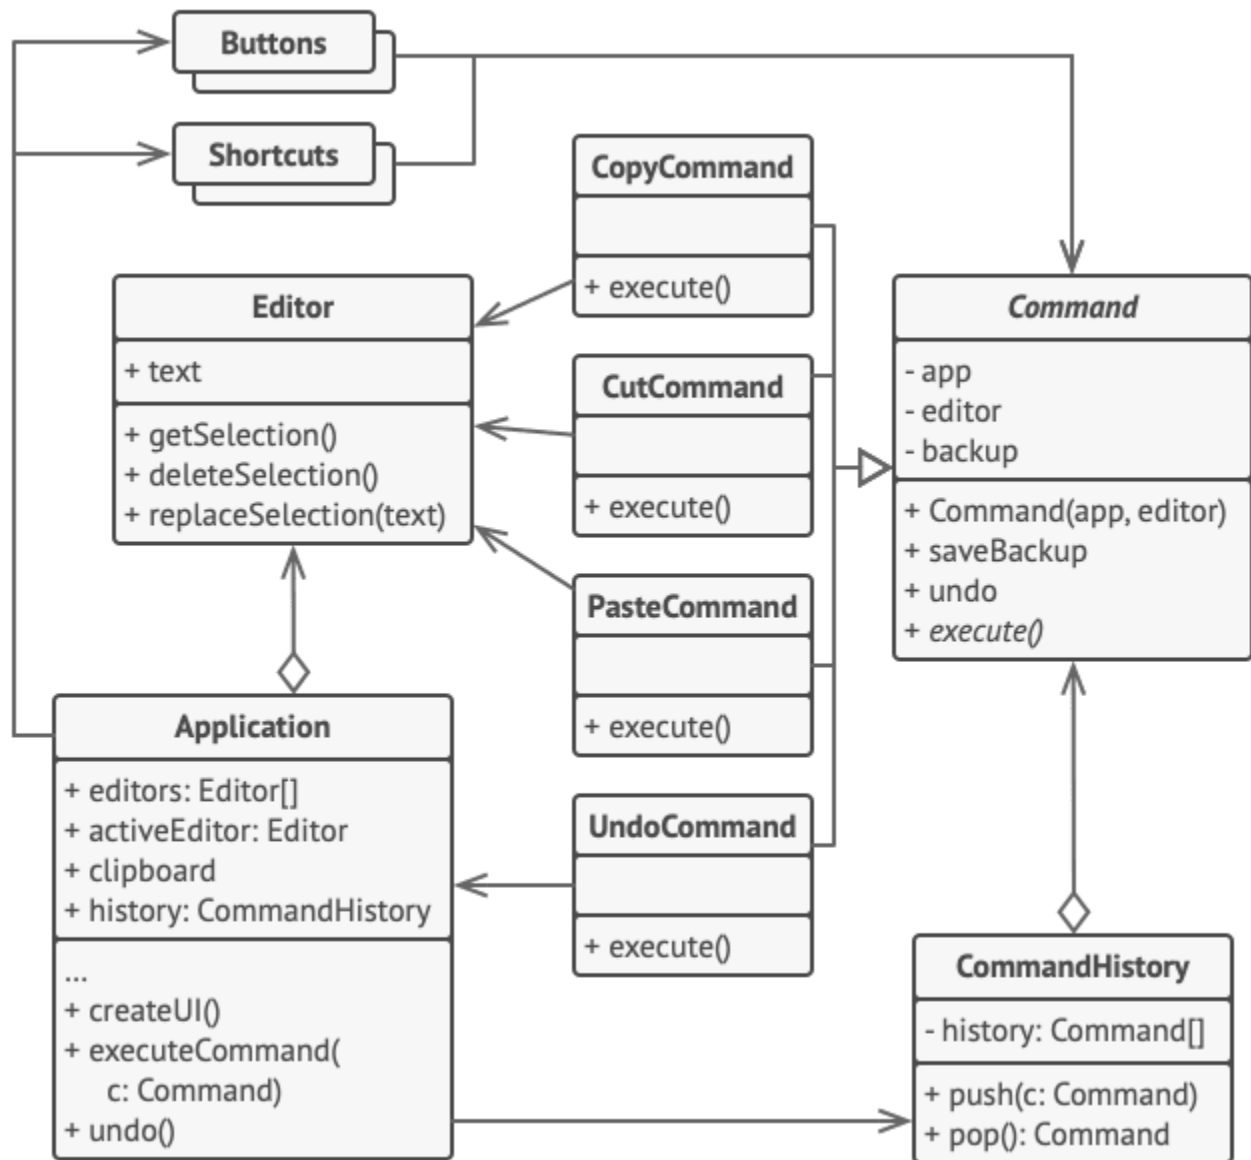 Buttons
Shortcuts
CopyCommand
+ execute()
Editor
+ text
+ getSelection()
+ deleteSelection()
+ replaceSelection(text)
CutCommand
+ execute()
Command
- app
- editor
- backup
+ Command(app, editor)
+ saveBackup
+ undo
+ execute()
PasteCommand
+ execute()
Application
+ editors: Editor[]
+ activeEditor: Editor
+ clipboard
+ history: CommandHistory
...
+ createUI()
+ executeCommand(
c: Command)
+ undo()
UndoCommand
+ execute()
CommandHistory
- history: Command[]
+ push(c: Command)
+ pop(): Command